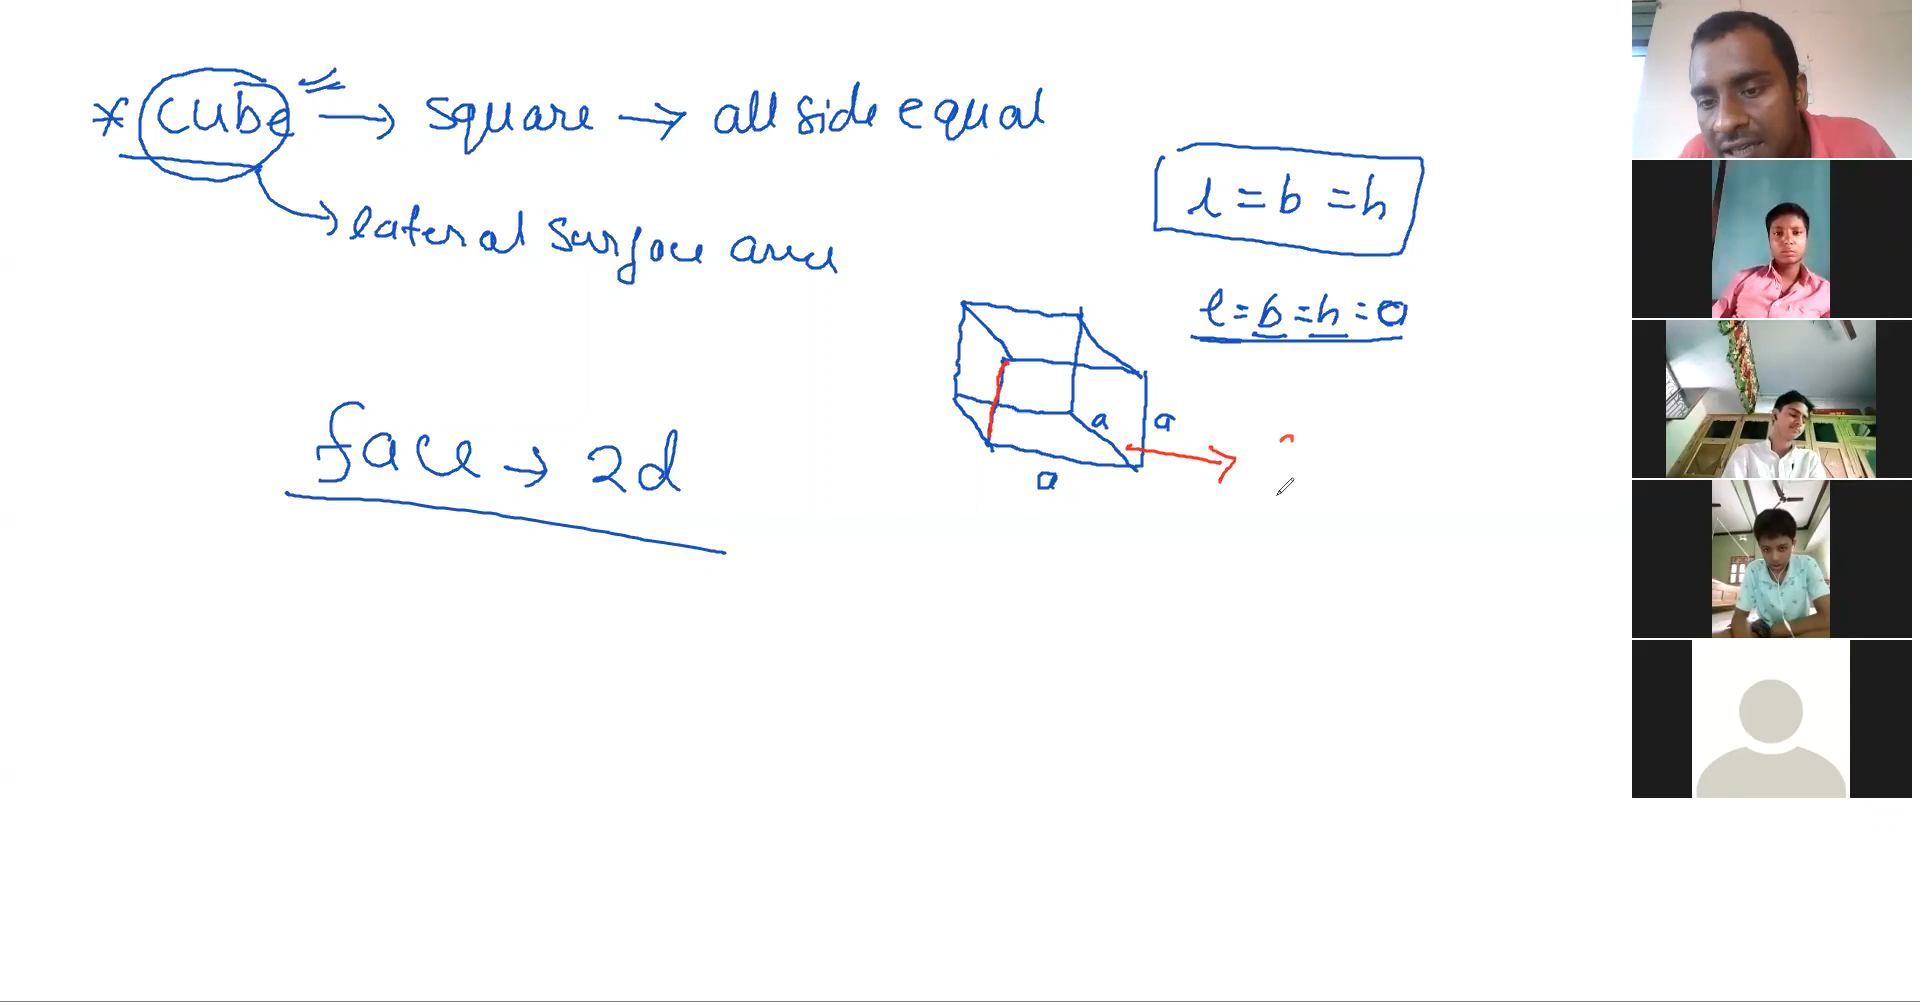 * cube → square → all side equal
→ lateral surface area
l = b = h
l = b = h = a
a
a
a
face → 2d